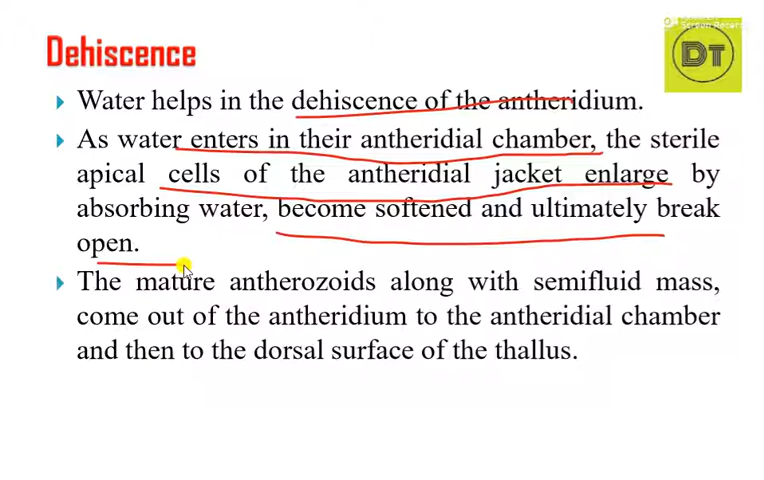 Dehiscence
DT
Water helps in the dehiscence of the antheridium.
As water enters in their antheridial chamber, the sterile
apical cells of the antheridial jacket enlarge by
absorbing water, become softened and ultimately break
open.
The mature antherozoids along with semifluid mass,
come out of the antheridium to the antheridial chamber
and then to the dorsal surface of the thallus.